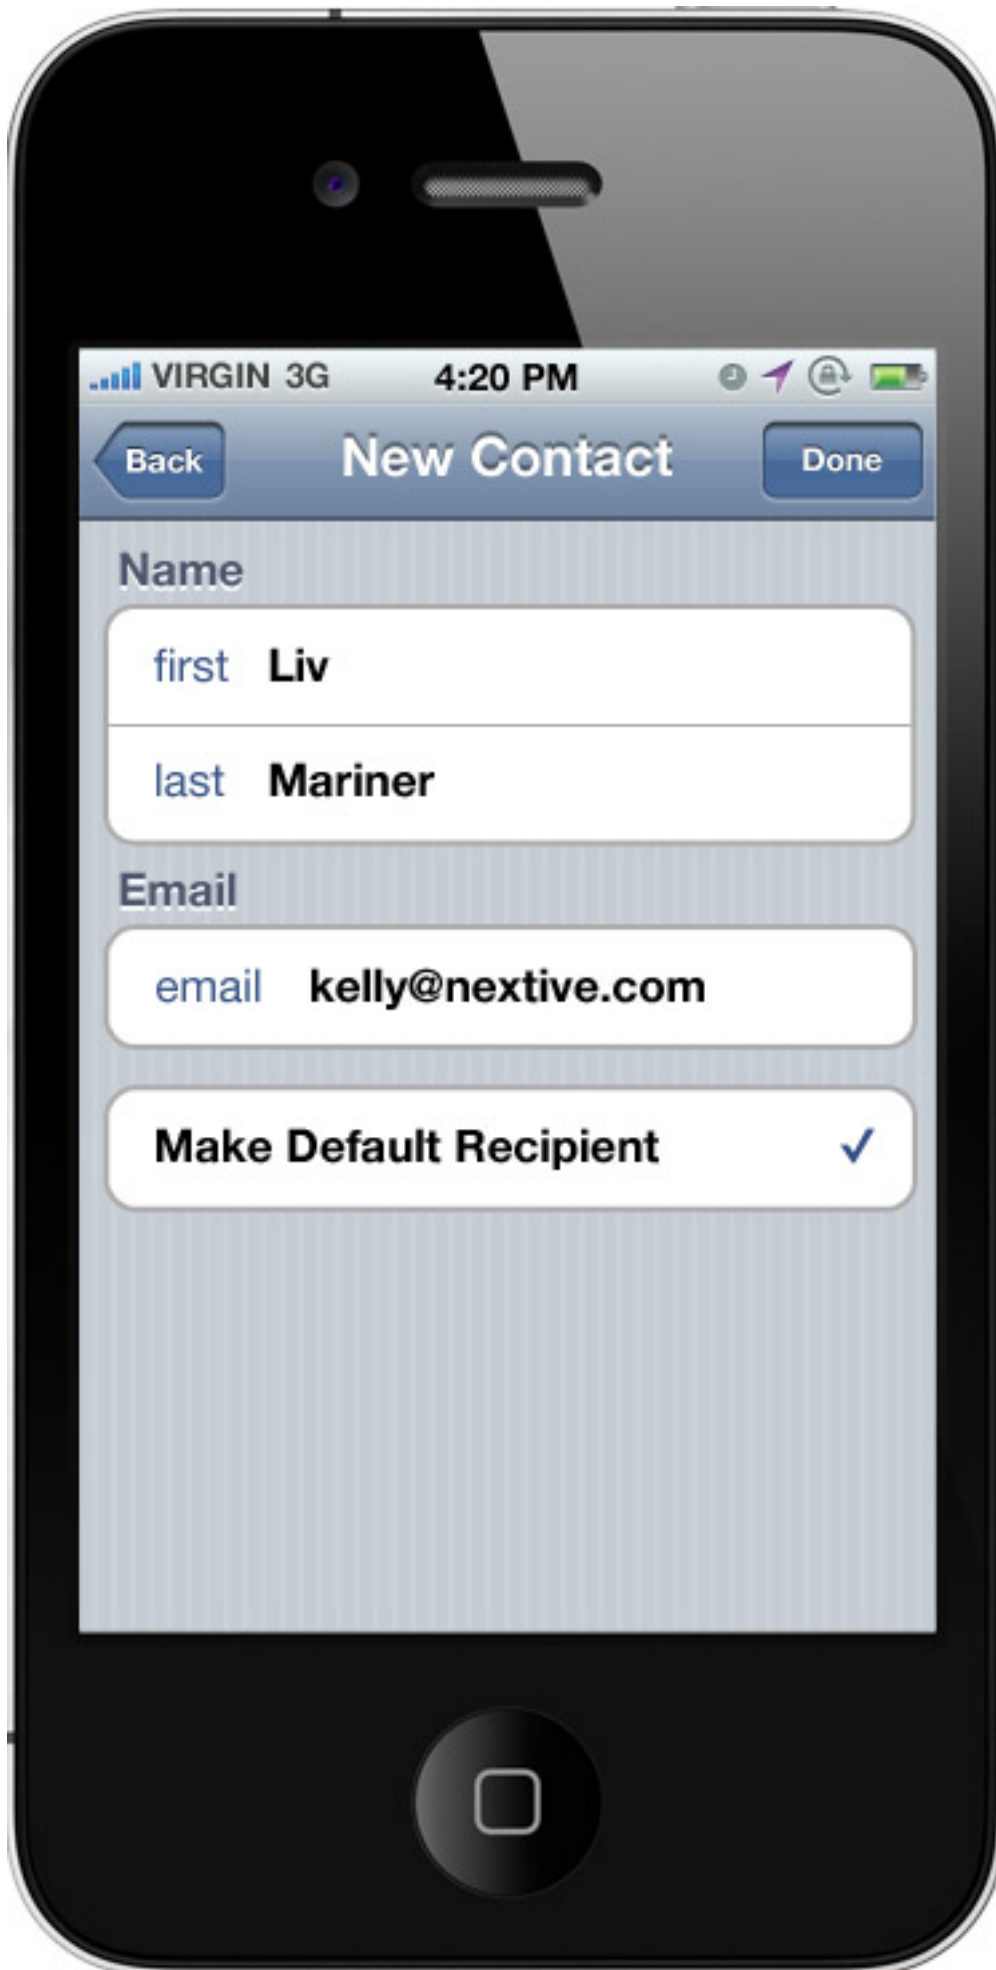 VIRGIN 3G 4:20 PM
Back New Contact Done
Name
first Liv
last Mariner
Email
email kelly@nextive.com
Make Default Recipient